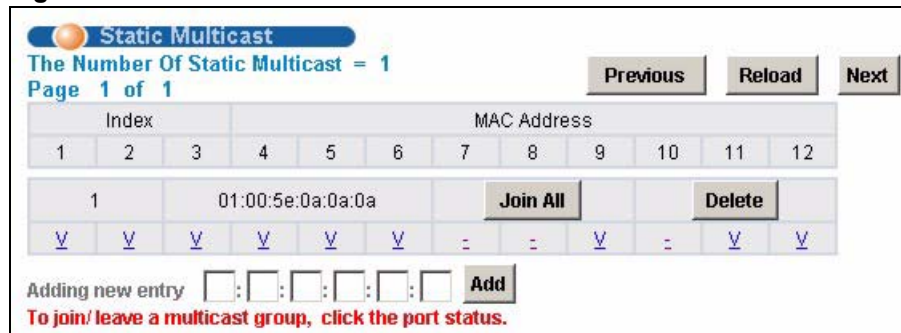 Static Multicast
The Number Of Static Multicast = 1
Page 1 of 1
Previous Reload Next
Index MAC Address
1 2 3 4 5 6 7 8 9 10 11 12
1 01:00:5e:0a:0a:0a Join All Delete
V V V V V V - - V - V V
Adding new entry : : : : : Add
To join/leave a multicast group, click the port status.